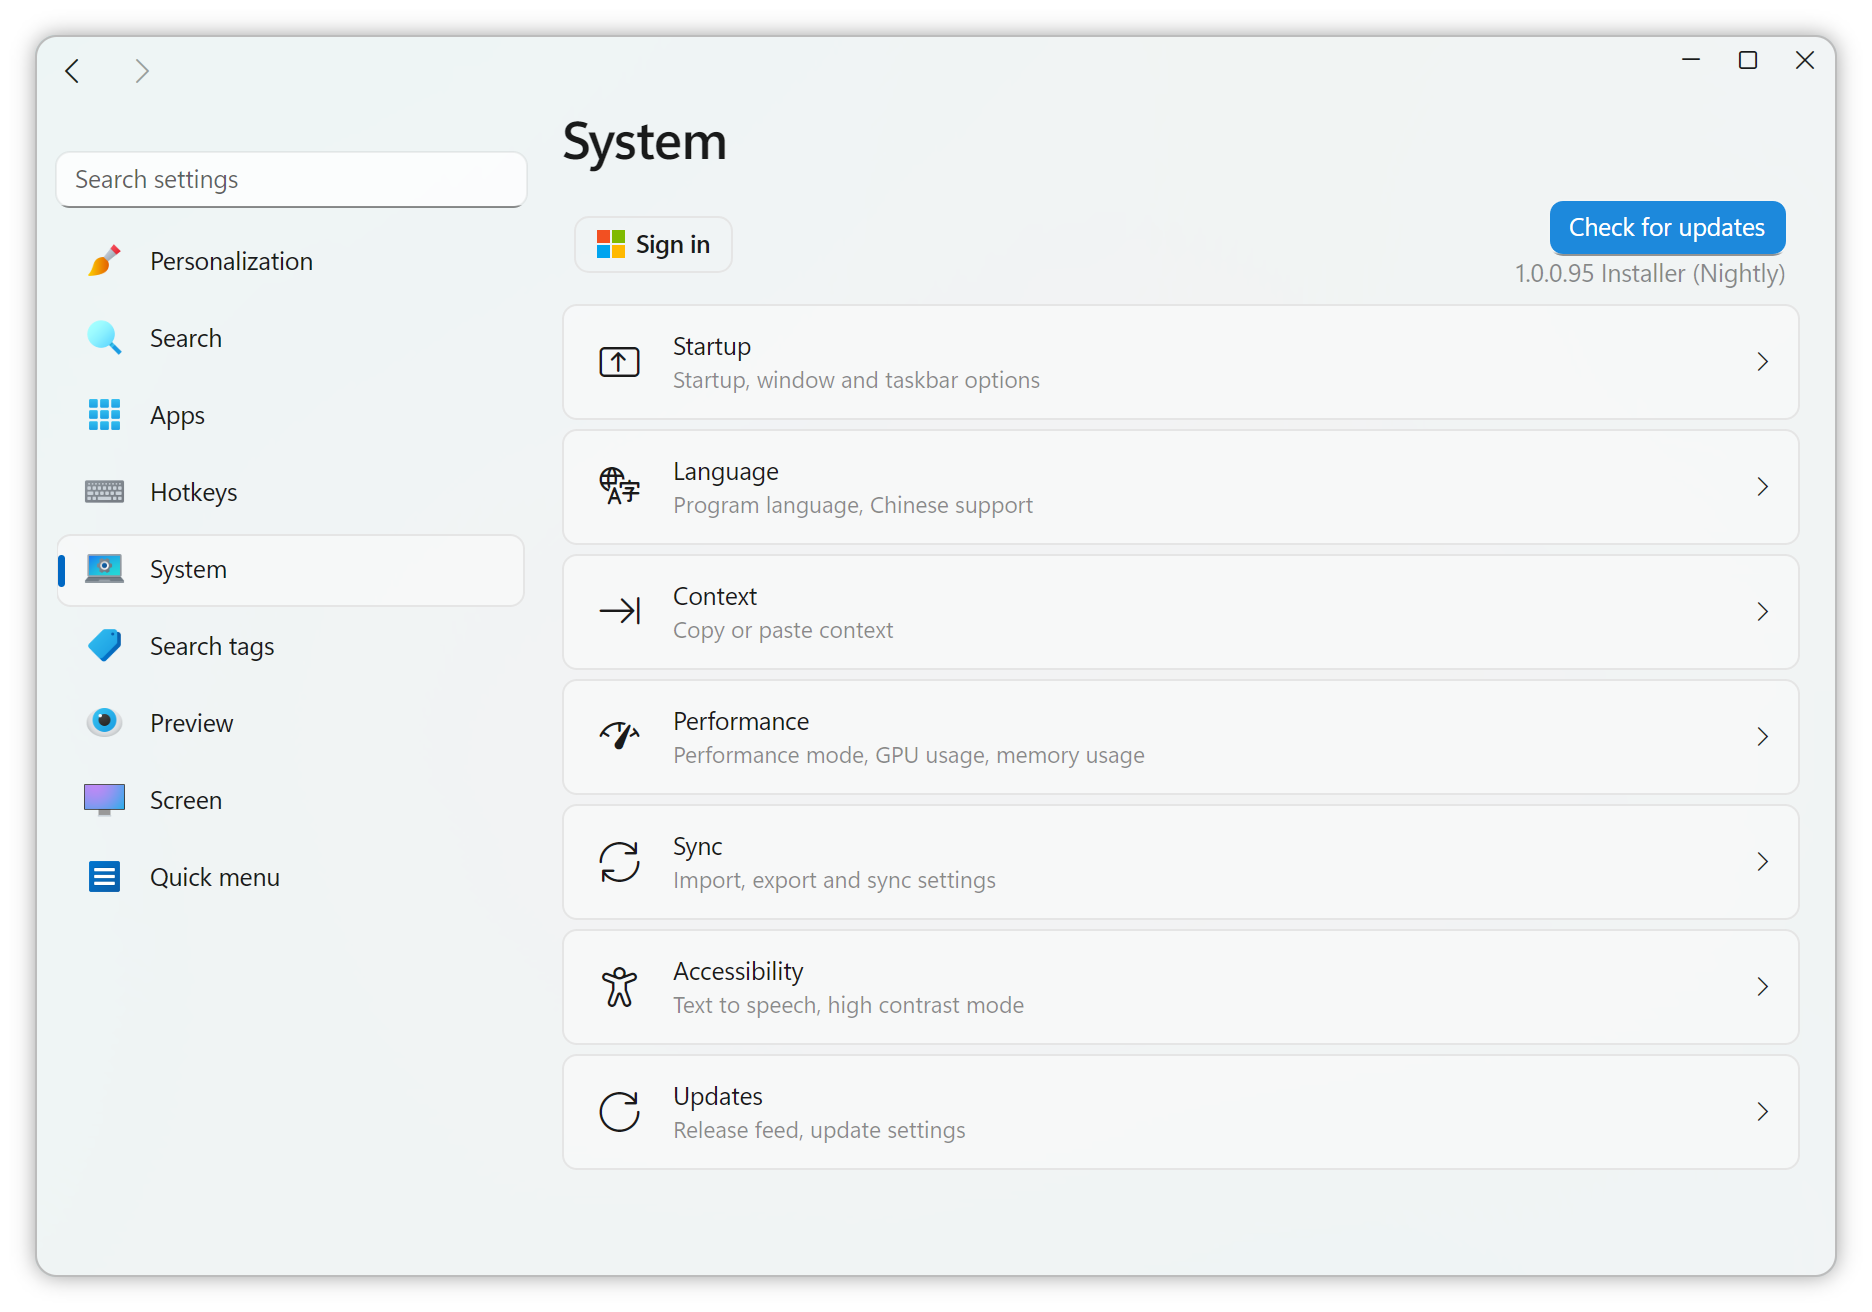 Search settings
Personalization
Search
Apps
Hotkeys
System
Search tags
Preview
Screen
Quick menu
System
Sign in
Check for updates
1.0.0.95 Installer (Nightly)
Startup
Startup, window and taskbar options
Language
Program language, Chinese support
Context
Copy or paste context
Performance
Performance mode, GPU usage, memory usage
Sync
Import, export and sync settings
Accessibility
Text to speech, high contrast mode
Updates
Release feed, update settings